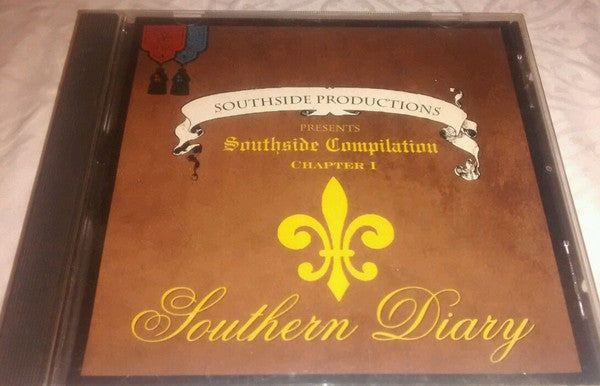 SOUTHSIDE PRODUCTIONS
PRESENTS
Southside Compilation
CHAPTER I
Southern Diary